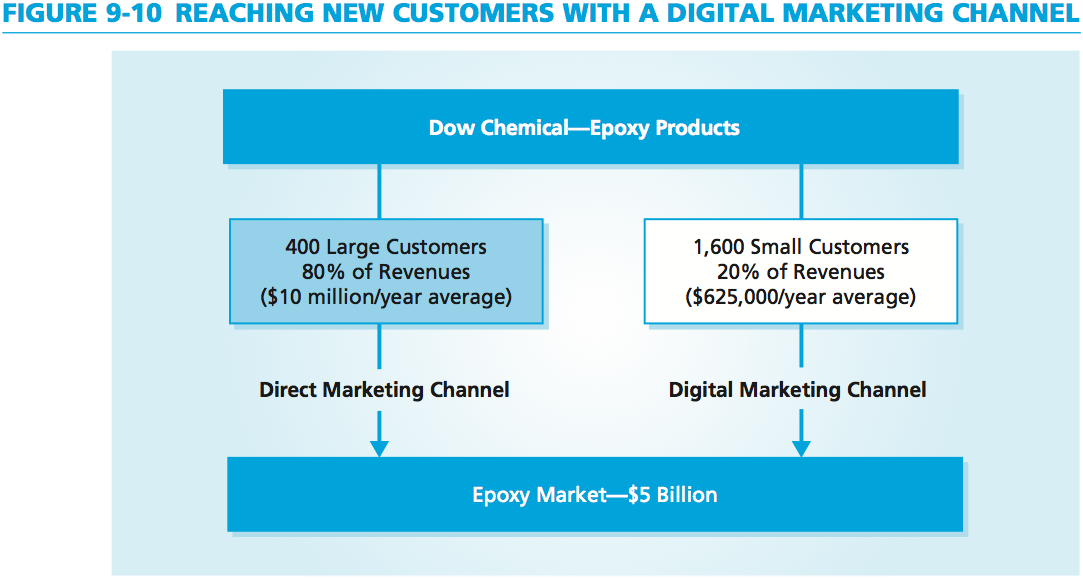 FIGURE 9-10 REACHING NEW CUSTOMERS WITH A DIGITAL MARKETING CHANNEL
Dow Chemical—Epoxy Products
400 Large Customers
80% of Revenues
($10 million/year average)
1,600 Small Customers
20% of Revenues
($625,000/year average)
Direct Marketing Channel
Digital Marketing Channel
Epoxy Market—$5 Billion